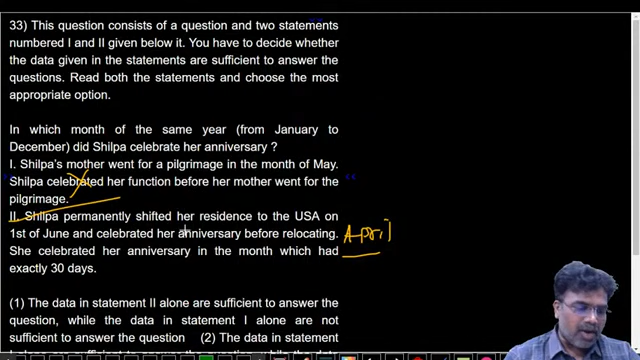 33) This question consists of a question and two statements
numbered I and II given below it. You have to decide whether
the data given in the statements are sufficient to answer the
questions. Read both the statements and choose the most
appropriate option.
In which month of the same year (from January to
December) did Shilpa celebrate her anniversary ?
I. Shilpa's mother went for a pilgrimage in the month of May.
Shilpa celebrated her function before her mother went for the
pilgrimage.
II. Shilpa permanently shifted her residence to the USA on
1st of June and celebrated her anniversary before relocating.
She celebrated her anniversary in the month which had
exactly 30 days.
April
(1) The data in statement II alone are sufficient to answer the
question, while the data in statement I alone are not
sufficient to answer the question (2) The data in statement